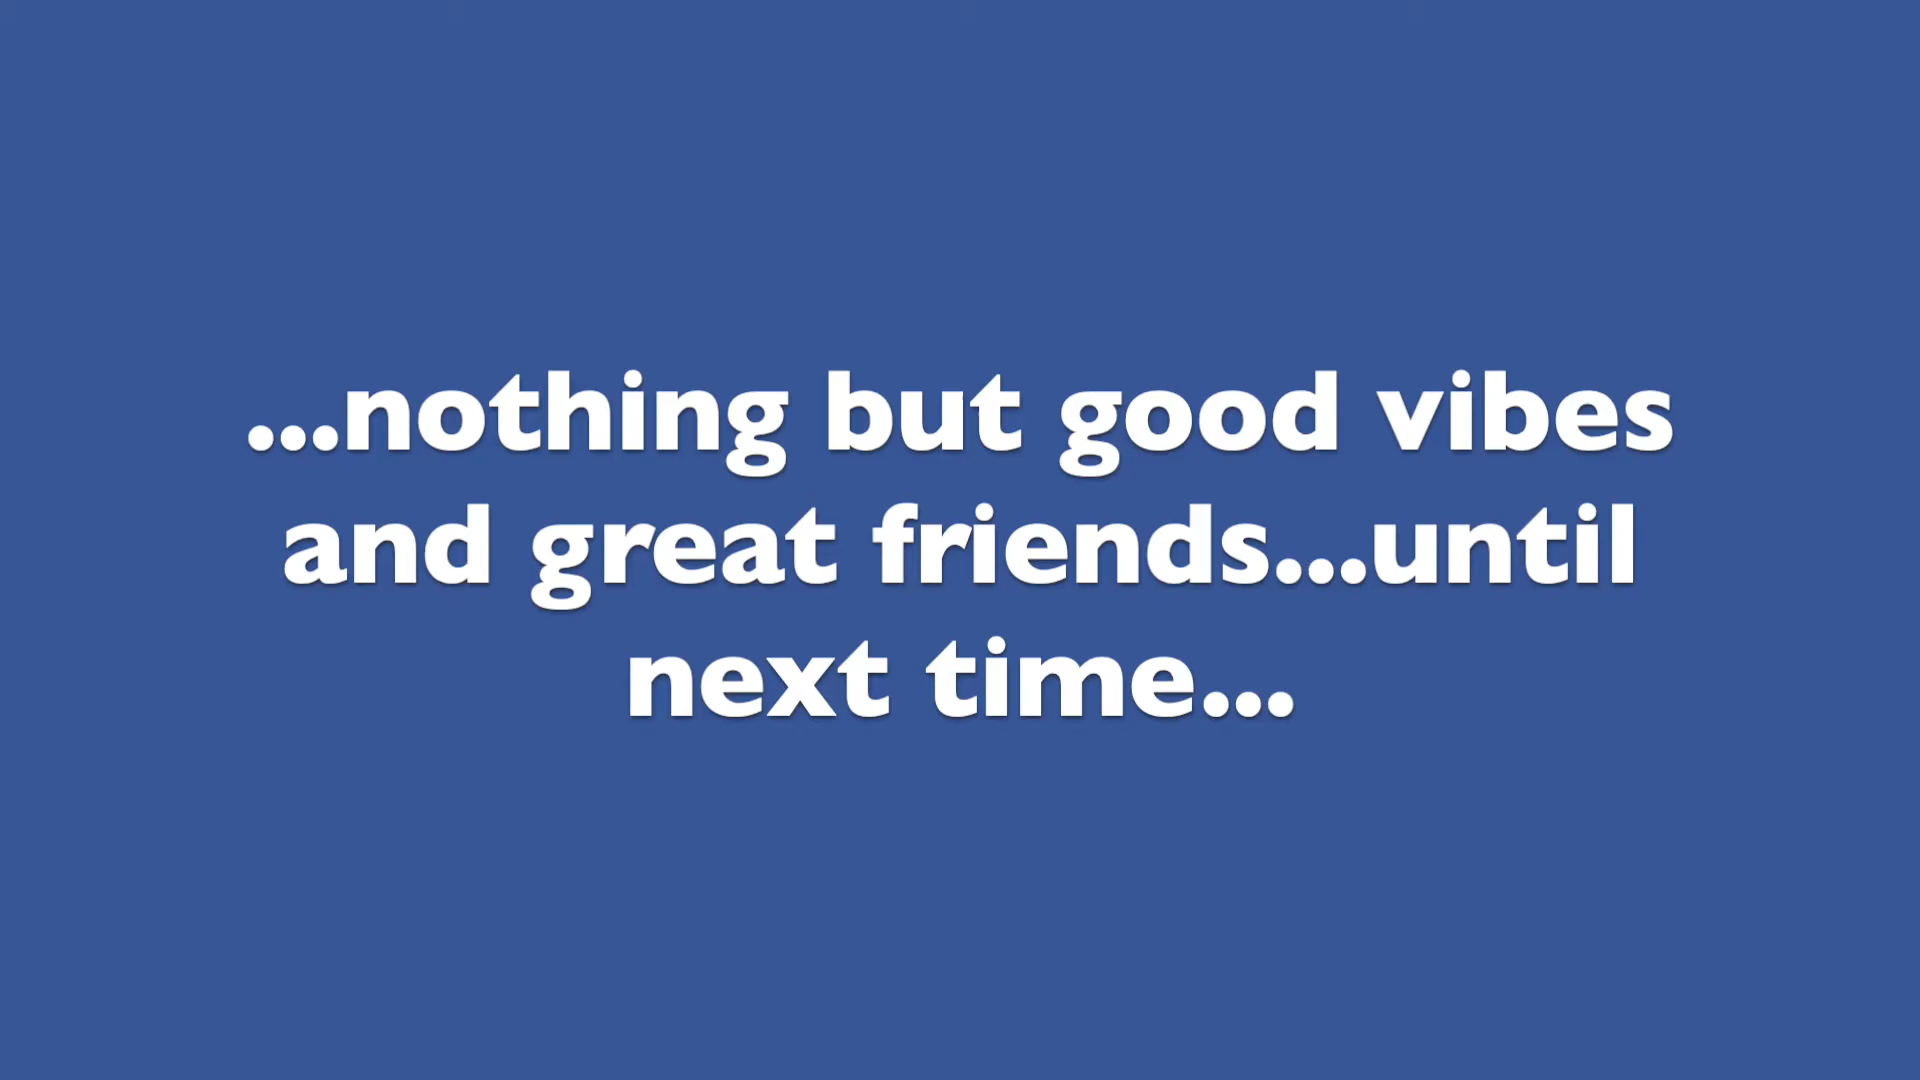 ...nothing but good vibes
and great friends...until
next time...